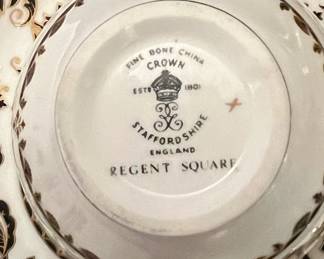 FINE BONE CHINA
CROWN
ESTD 1801
STAFFORDSHIRE
ENGLAND
REGENT SQUARE